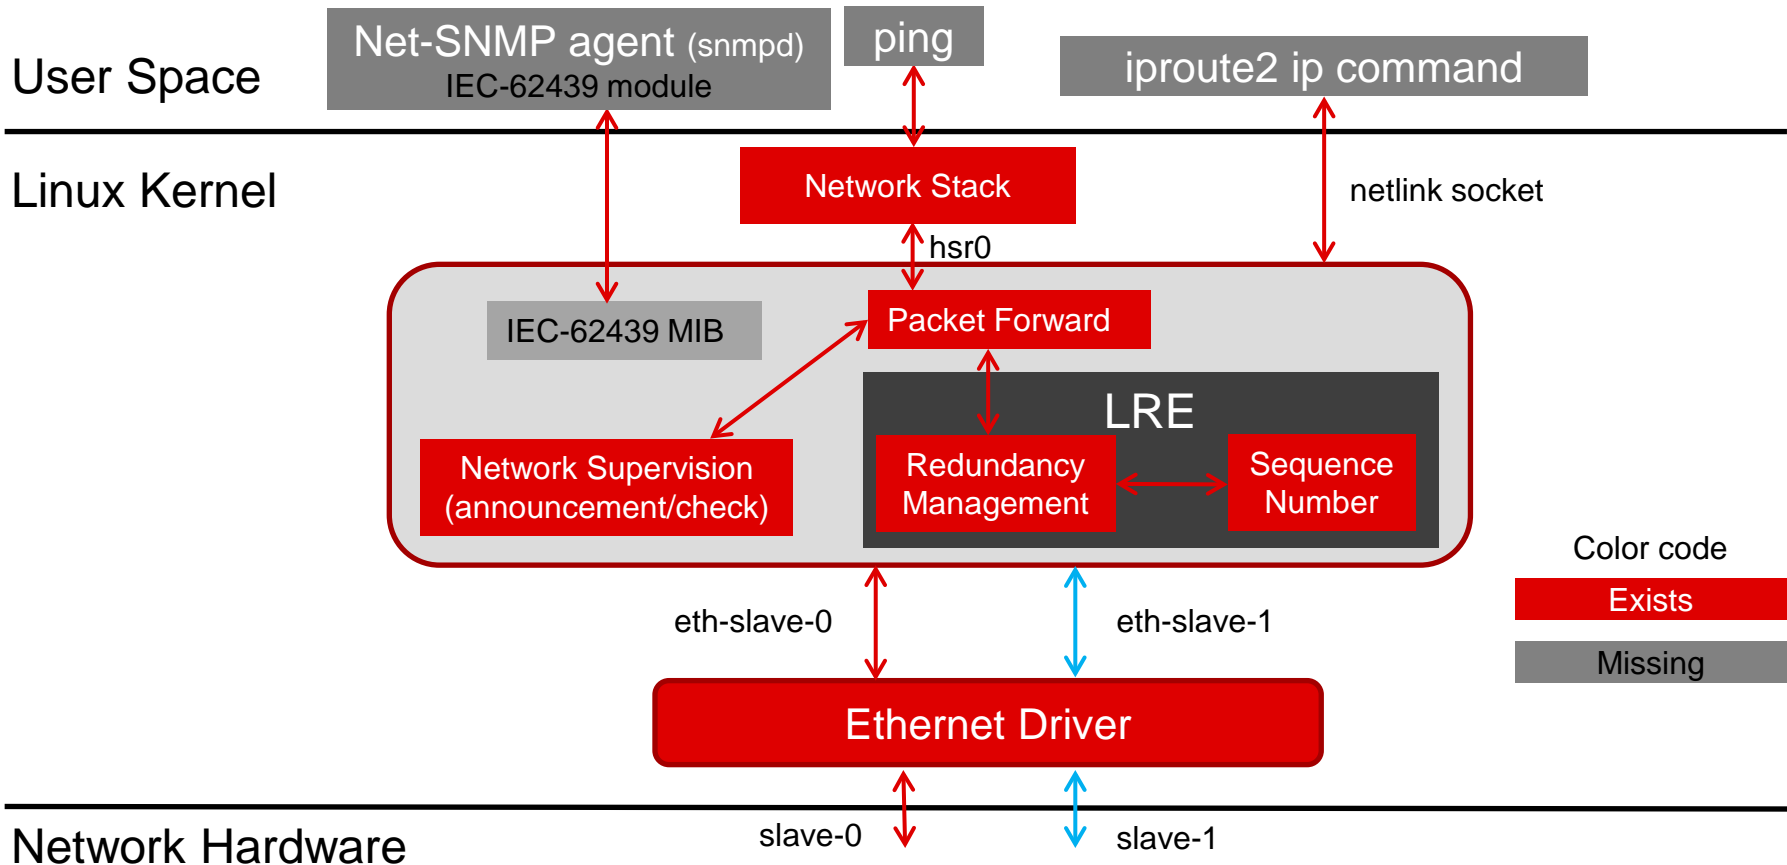 Net-SNMP agent (snmpd)
IEC-62439 module
ping
iproute2 ip command
User Space
Linux Kernel
Network Stack
netlink socket
hsr0
IEC-62439 MIB
Packet Forward
LRE
Network Supervision
(announcement/check)
Redundancy
Management
Sequence
Number
Color code
Exists
Missing
eth-slave-0
eth-slave-1
Ethernet Driver
slave-0
slave-1
Network Hardware